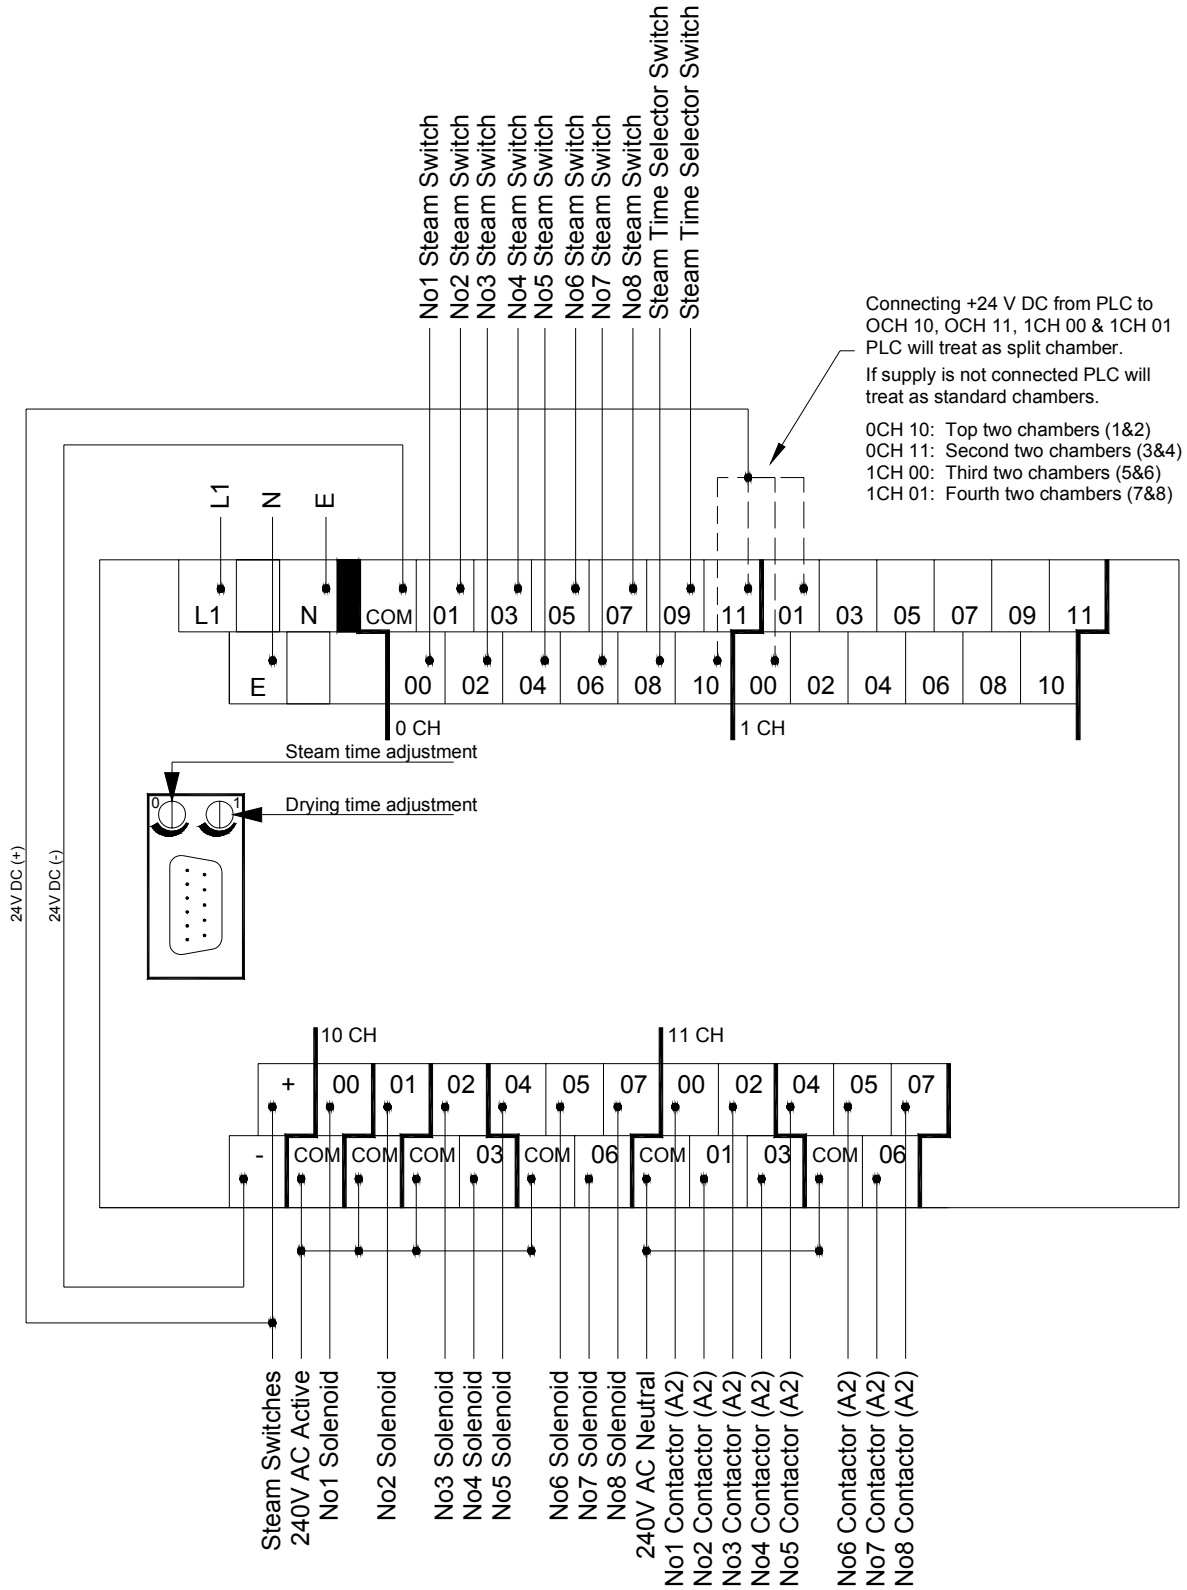 No1 Steam Switch
No2 Steam Switch
No3 Steam Switch
No4 Steam Switch
No5 Steam Switch
No6 Steam Switch
No7 Steam Switch
No8 Steam Switch
Steam Time Selector Switch
Steam Time Selector Switch
Connecting +24 V DC from PLC to
OCH 10, OCH 11, 1CH 00 & 1CH 01
PLC will treat as split chamber.
If supply is not connected PLC will
treat as standard chambers.
0CH 10: Top two chambers (1&2)
0CH 11: Second two chambers (3&4)
1CH 00: Third two chambers (5&6)
1CH 01: Fourth two chambers (7&8)
L1
N
E
L1 N COM 01 03 05 07 09 11 01 03 05 07 09 11
E 00 02 04 06 08 10 00 02 04 06 08 10
0 CH
1 CH
Steam time adjustment
0 1
Drying time adjustment
24V DC (+)
24V DC (-)
10 CH
11 CH
+ 00 01 02 04 05 07 00 02 04 05 07
- COM COM COM 03 COM 06 COM 01 03 COM 06
Steam Switches
240V AC Active
No1 Solenoid
No2 Solenoid
No3 Solenoid
No4 Solenoid
No5 Solenoid
No6 Solenoid
No7 Solenoid
No8 Solenoid
240V AC Neutral
No1 Contactor (A2)
No2 Contactor (A2)
No3 Contactor (A2)
No4 Contactor (A2)
No5 Contactor (A2)
No6 Contactor (A2)
No7 Contactor (A2)
No8 Contactor (A2)